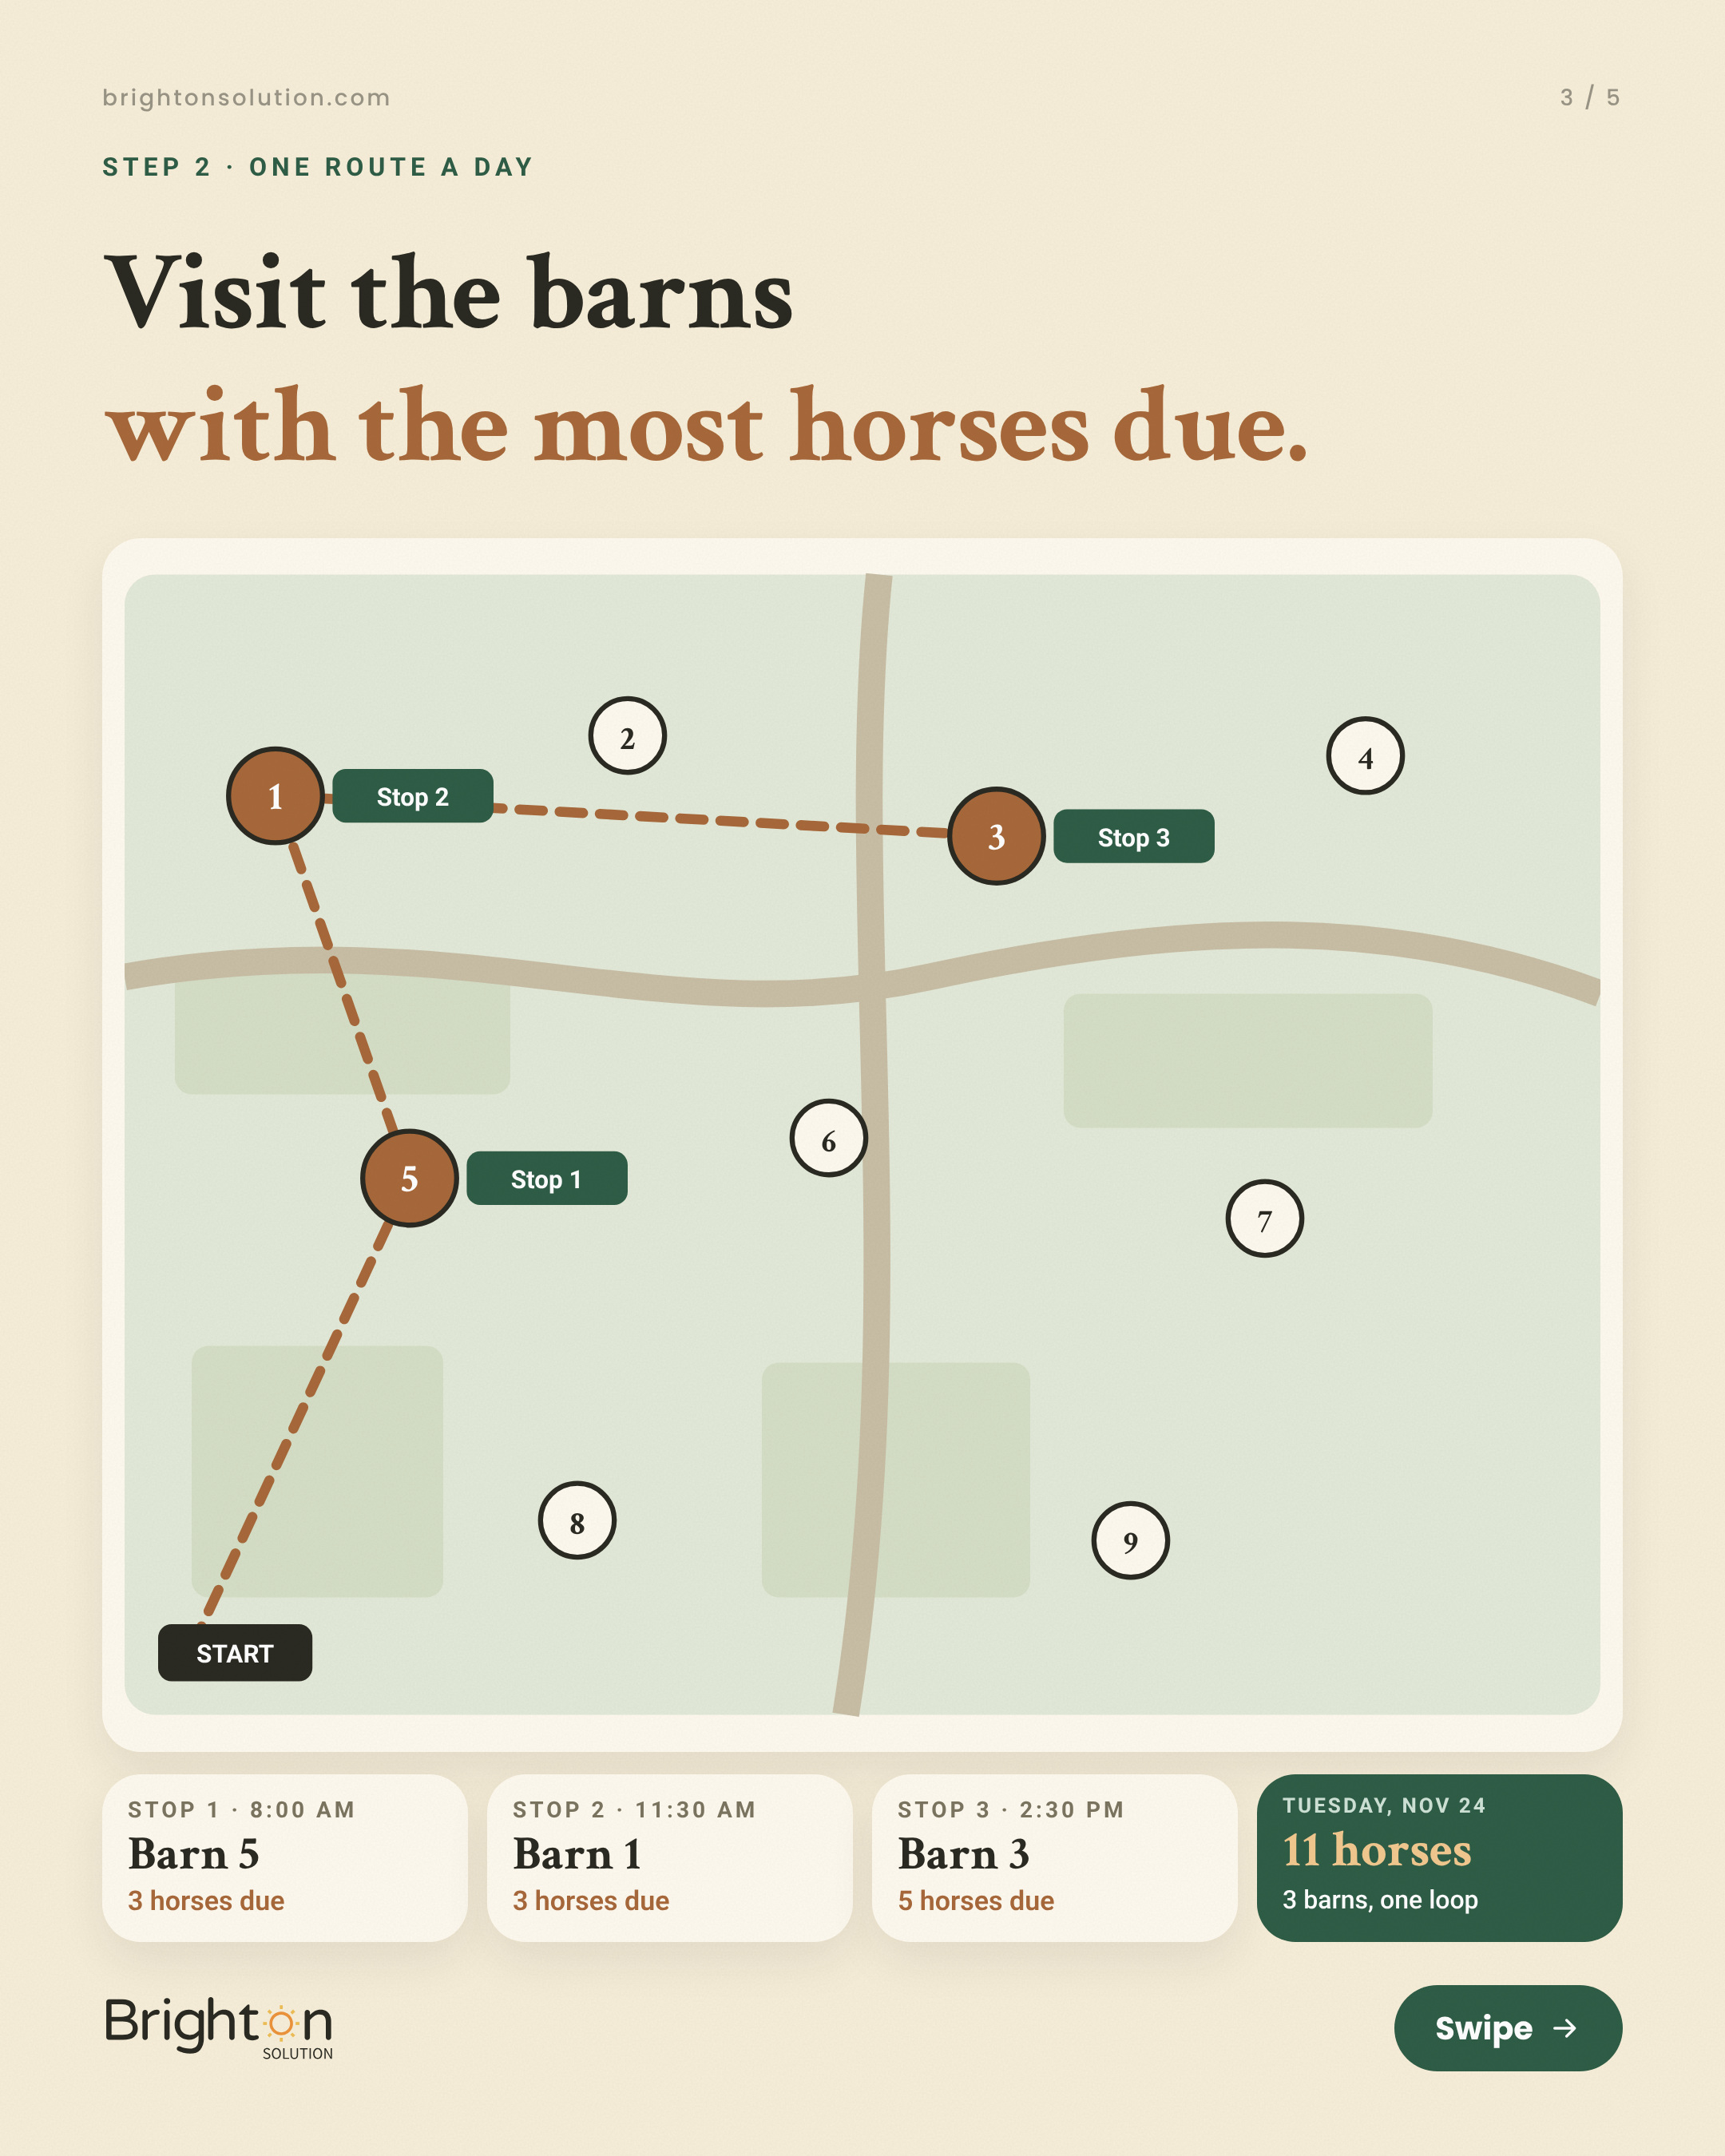 brightonsolution.com
3 / 5
STEP 2 · ONE ROUTE A DAY
Visit the barns
with the most horses due.
2
4
1
Stop 2
3
Stop 3
6
5
Stop 1
7
8
9
START
STOP 1 · 8:00 AM
Barn 5
3 horses due
STOP 2 · 11:30 AM
Barn 1
3 horses due
STOP 3 · 2:30 PM
Barn 3
5 horses due
TUESDAY, NOV 24
11 horses
3 barns, one loop
Brighton
SOLUTION
Swipe →